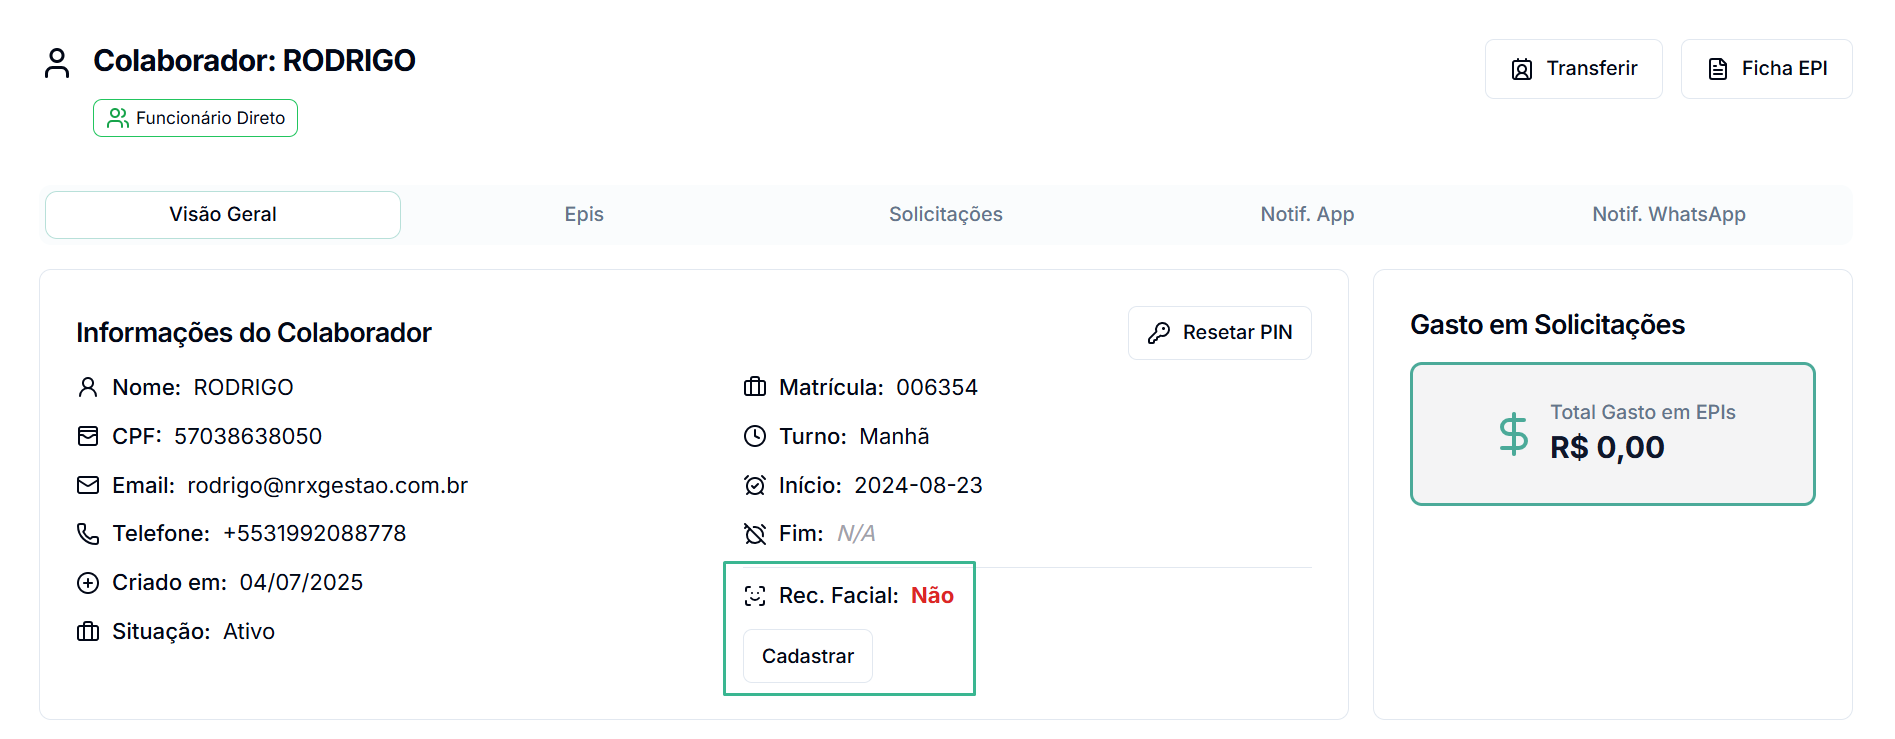 Colaborador: RODRIGO
Funcionário Direto
Transferir
Ficha EPI
Visão Geral
Epis
Solicitações
Notif. App
Notif. WhatsApp
Informações do Colaborador
Resetar PIN
Nome: RODRIGO
CPF: 57038638050
Email: rodrigo@nrxgestao.com.br
Telefone: +5531992088778
Criado em: 04/07/2025
Situação: Ativo
Matrícula: 006354
Turno: Manhã
Início: 2024-08-23
Fim: N/A
Rec. Facial: Não
Cadastrar
Gasto em Solicitações
Total Gasto em EPIs
R$ 0,00